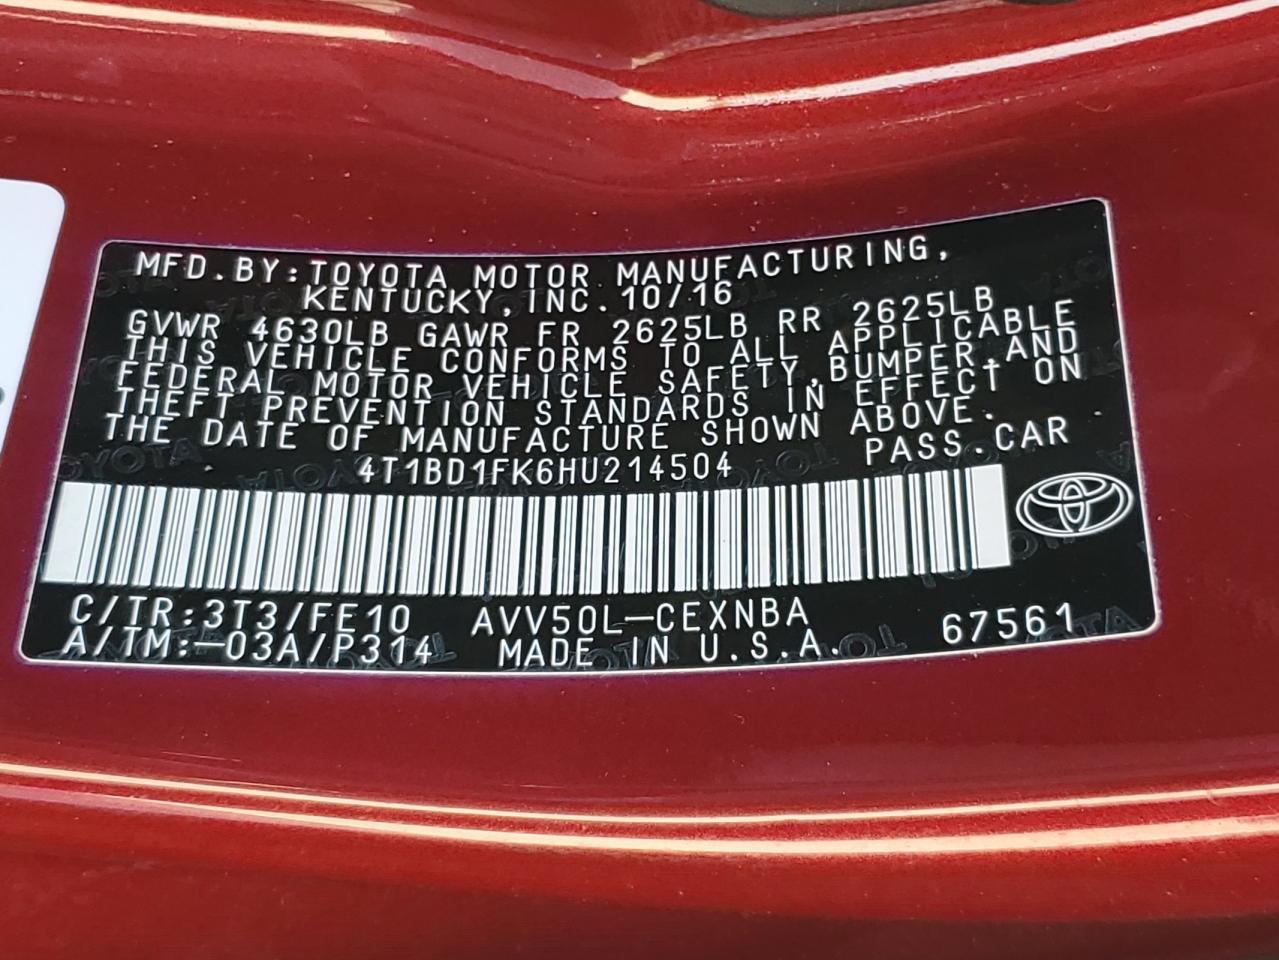 MFD.BY:TOYOTA MOTOR MANUFACTURING,
KENTUCKY,INC. 10/16
GVWR 4630LB GAWR FR 2625LB RR 2625LB
THIS VEHICLE CONFORMS TO ALL APPLICABLE
FEDERAL MOTOR VEHICLE SAFETY,BUMPER,AND
THEFT PREVENTION STANDARDS IN EFFECT ON
THE DATE OF MANUFACTURE SHOWN ABOVE.
4T1BD1FK6HU214504 PASS.CAR
C/TR:3T3/FE10 AVV50L-CEXNBA 67561
A/TM:-03A/P314 MADE IN U.S.A.